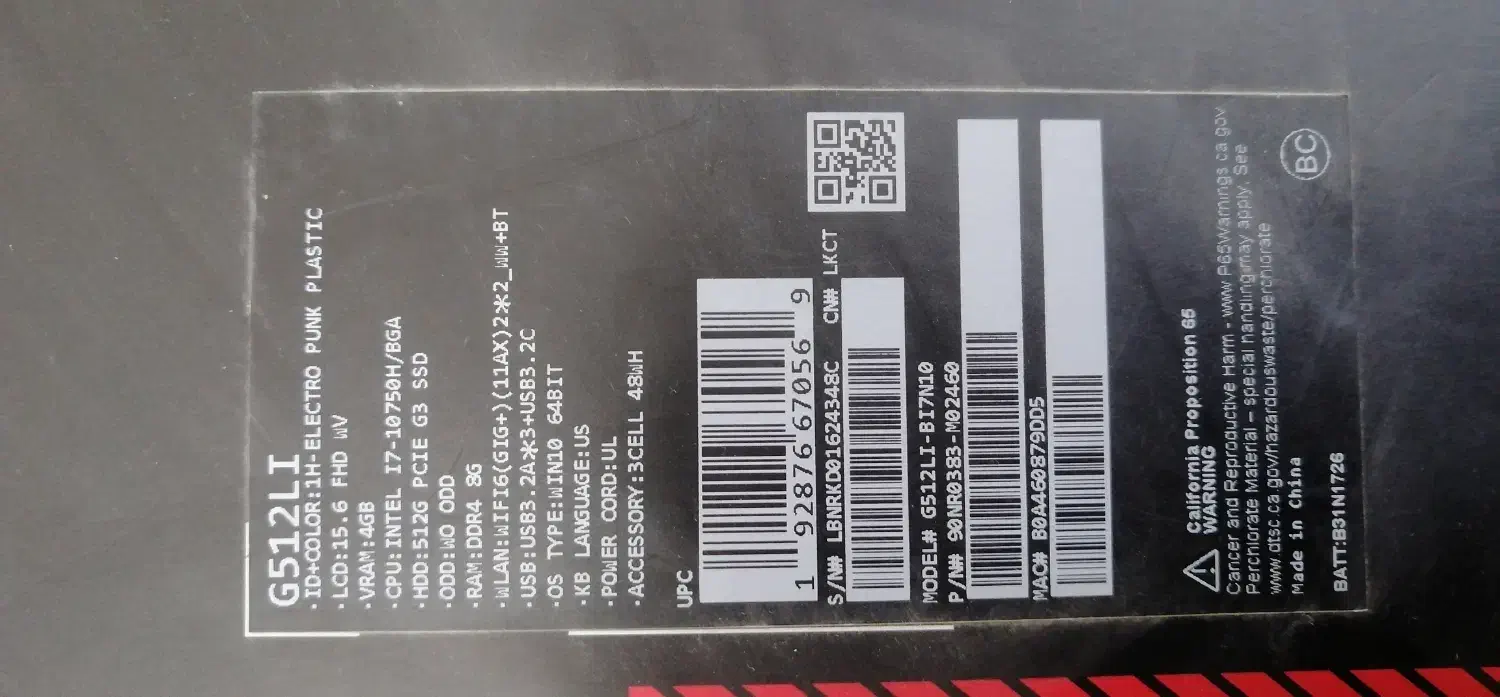 G512LI
·ID+COLOR:1H-ELECTRO PUNK PLASTIC
·LCD:15.6 FHD WV
·VRAM:4GB
·CPU:INTEL I7-10750H/BGA
·HDD:512G PCIE G3 SSD
·ODD:WO ODD
·RAM:DDR4 8G
·WLAN:WIFI6(GIG+)(11AX)2*2_WW+BT
·USB:USB3.2A*3+USB3.2C
·OS TYPE:WIN10 64BIT
·KB LANGUAGE:US
·POWER CORD:UL
·ACCESSORY:3CELL 48WH
UPC
1 92876 67056 9
S/N# LBNRKD01624348C CN# LKCT
MODEL# G512LI-BI7N10
P/N# 90NR0383-M02460
MAC# B0A460879DD5
California Proposition 65
WARNING
Cancer and Reproductive Harm - www.P65Warnings.ca.gov
Perchlorate Material – special handling may apply. See
www.dtsc.ca.gov/hazardouswaste/perchlorate
Made in China
BC
BATT:B31N1726